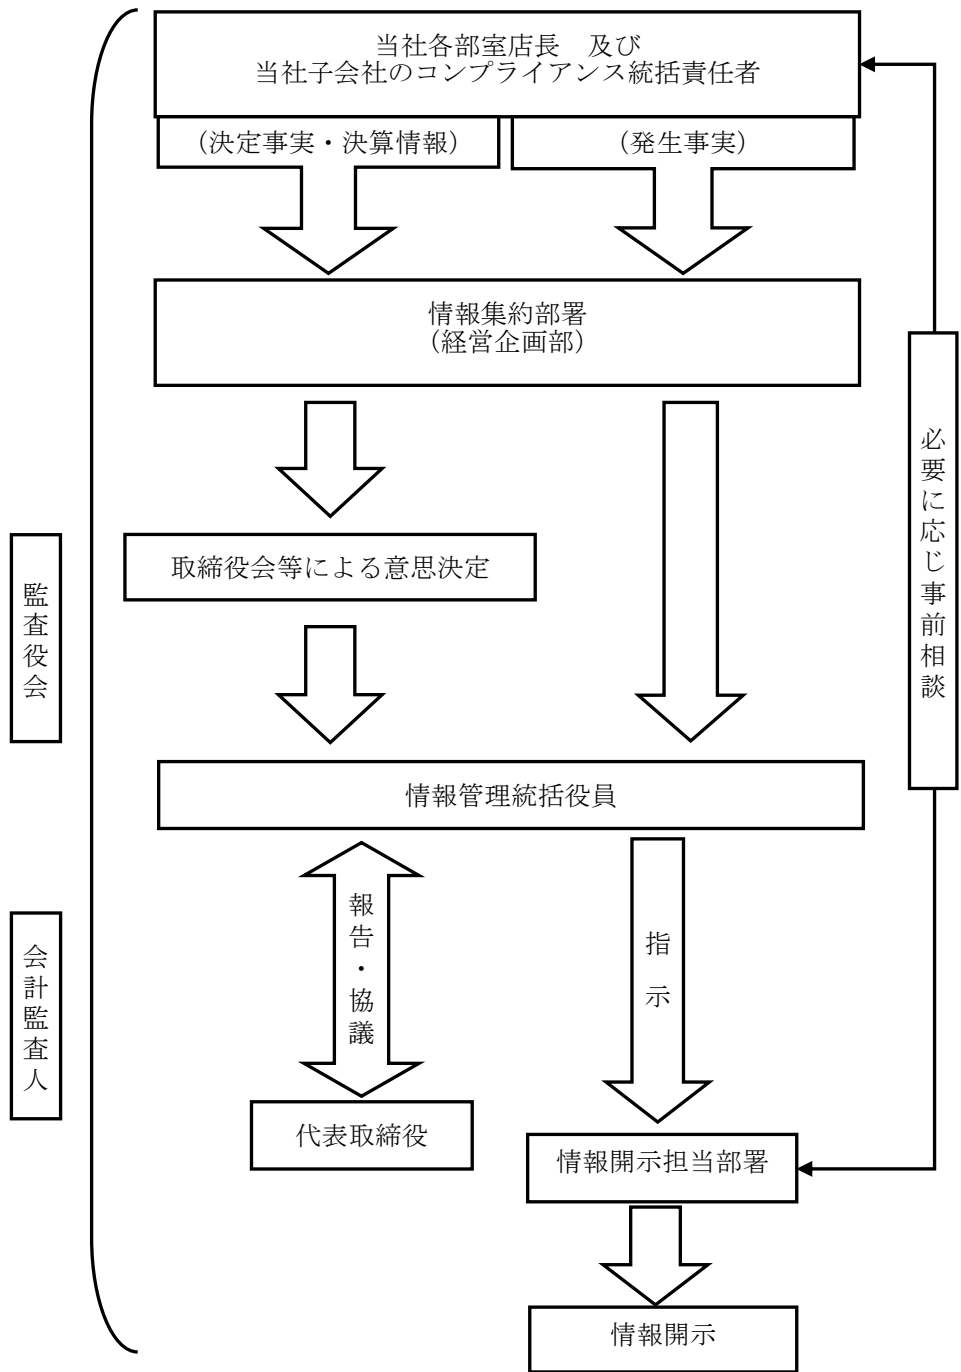 当社各部室店長　及び
当社子会社のコンプライアンス統括責任者
（決定事実・決算情報）
（発生事実）
情報集約部署
（経営企画部）
必要に応じ事前相談
取締役会等による意思決定
監査役会
情報管理統括役員
報告・協議
指示
会計監査人
代表取締役
情報開示担当部署
情報開示